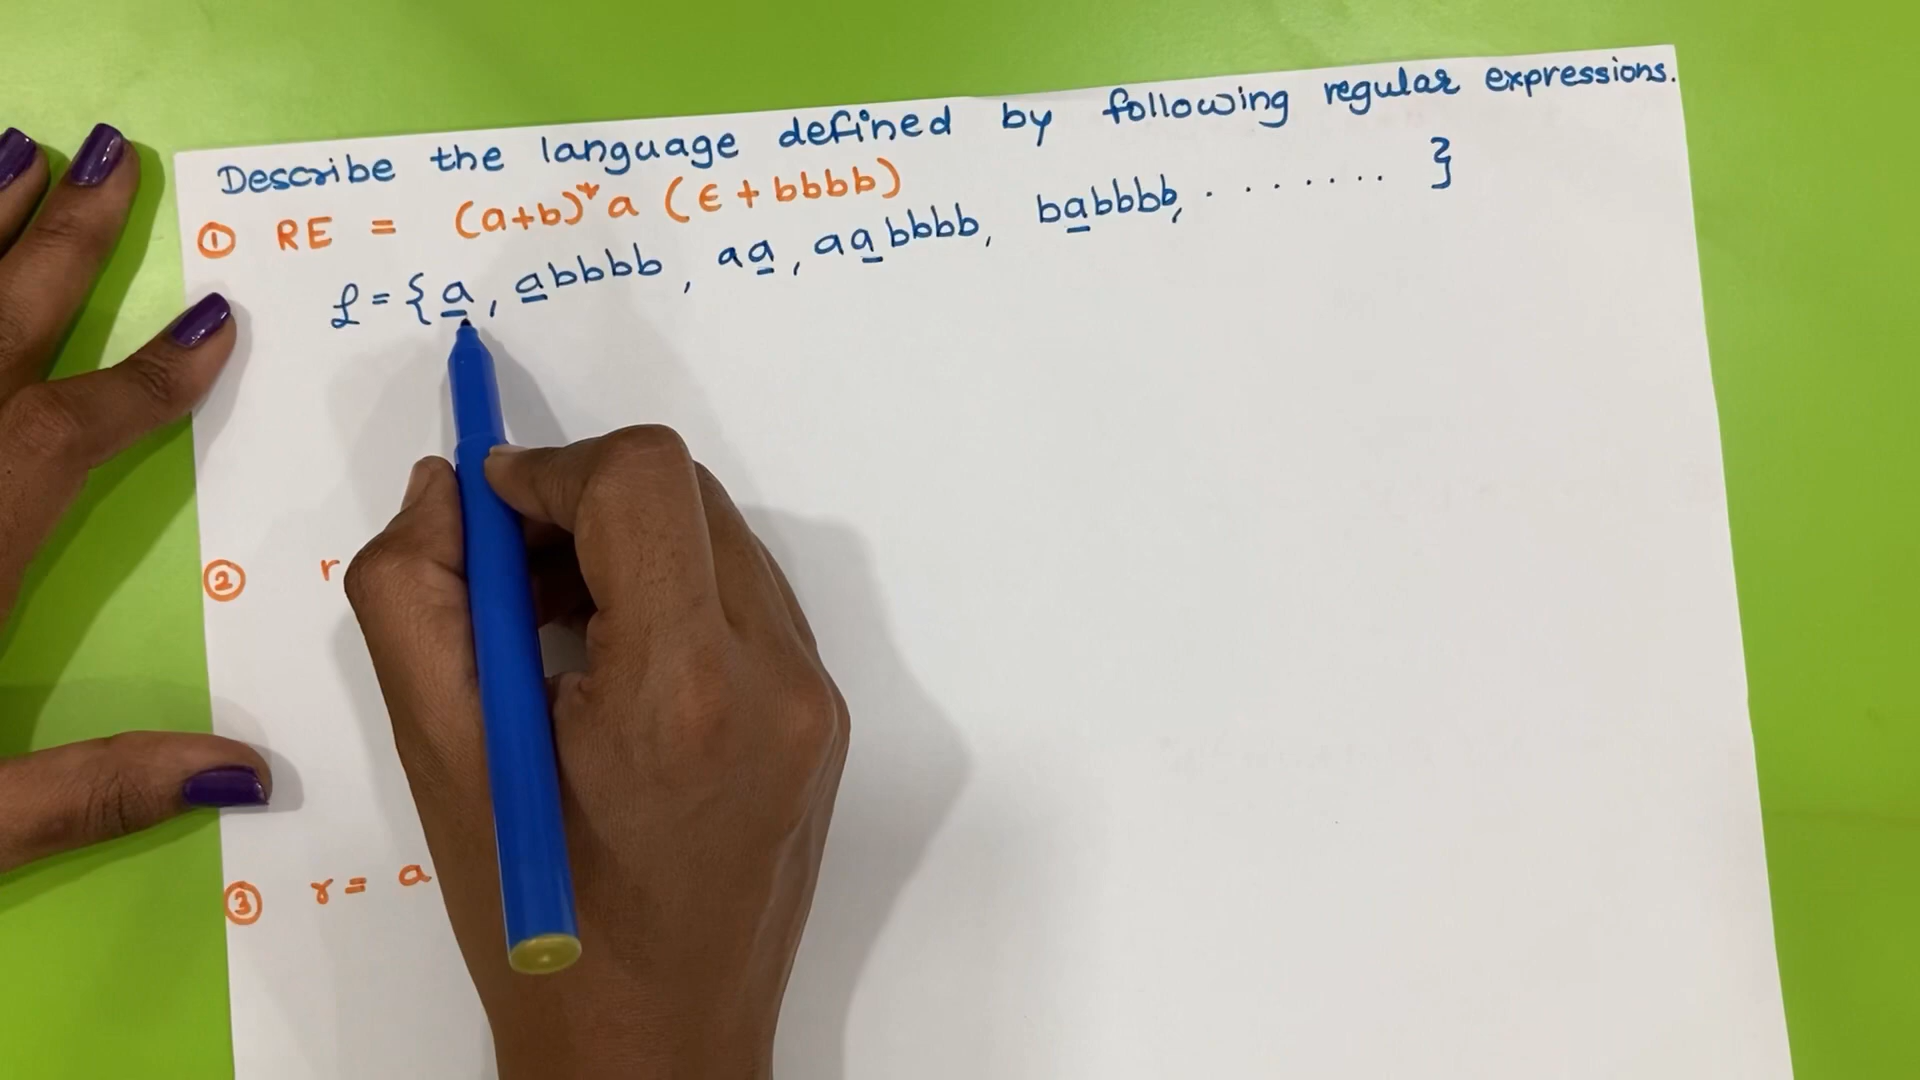 Describe the language defined by following regular expressions.
① RE = (a+b)* a (ϵ + bbbb)
L = {a, abbbb, aa, aabbbb, babbbb, ....... }
② r
③ r = a